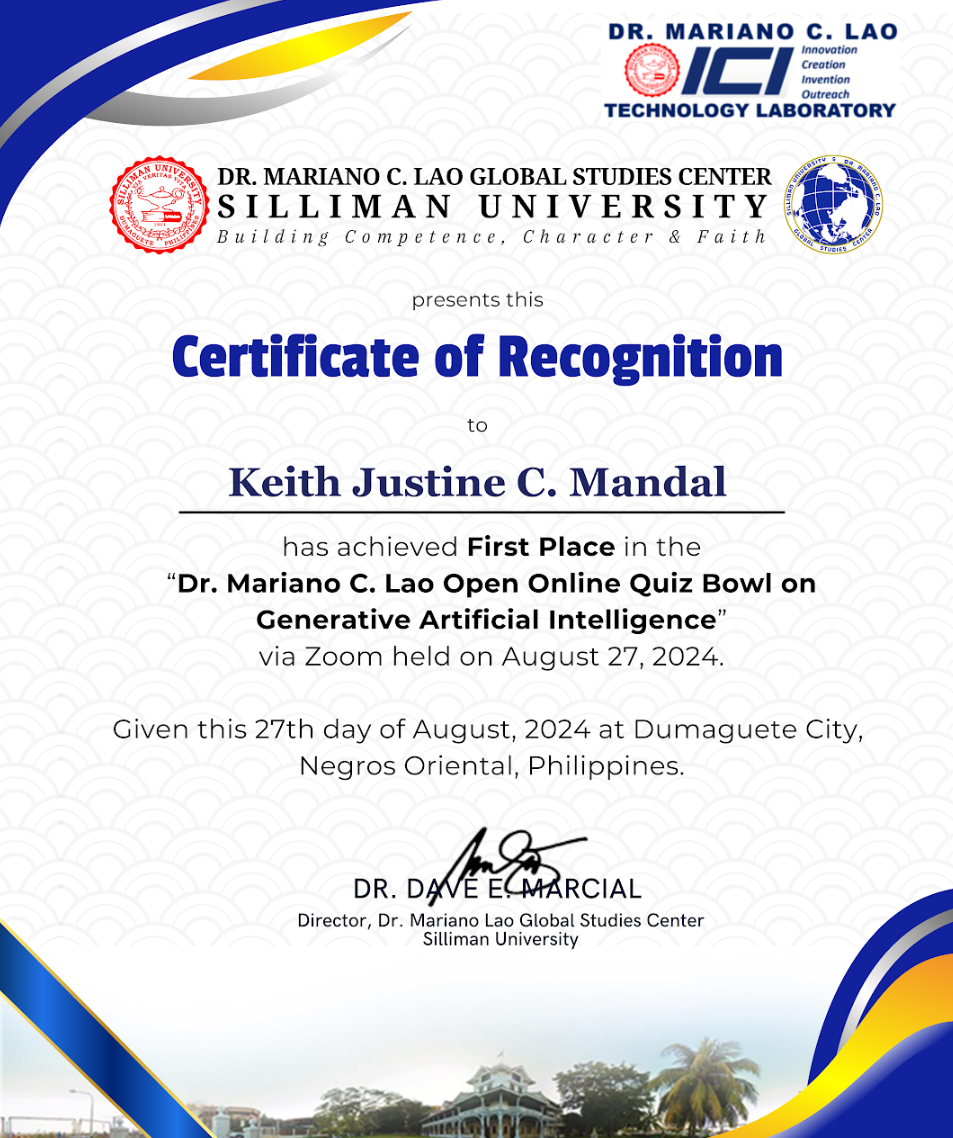 DR. MARIANO C. LAO
ICI
Innovation
Creation
Invention
Outreach
TECHNOLOGY LABORATORY
DR. MARIANO C. LAO GLOBAL STUDIES CENTER
SILLIMAN UNIVERSITY
Building Competence, Character & Faith
SILLIMAN UNIVERSITY
VIA VERITAS VITA
1901
DUMAGUETE PHILIPPINES
SILLIMAN UNIVERSITY
DR. MARIANO C. LAO
GLOBAL STUDIES CENTER
presents this
Certificate of Recognition
to
Keith Justine C. Mandal
has achieved First Place in the
“Dr. Mariano C. Lao Open Online Quiz Bowl on
Generative Artificial Intelligence”
via Zoom held on August 27, 2024.
Given this 27th day of August, 2024 at Dumaguete City,
Negros Oriental, Philippines.
DR. DAVE E. MARCIAL
Director, Dr. Mariano Lao Global Studies Center
Silliman University